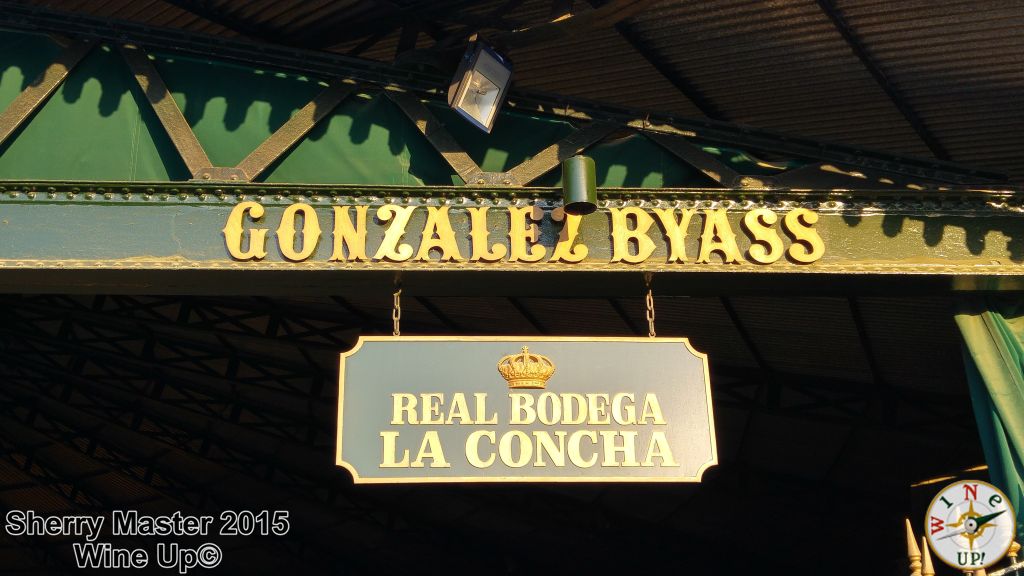 GONZALEZ BYASS
REAL BODEGA
LA CONCHA
Sherry Master 2015
Wine Up©
WINe
UP!